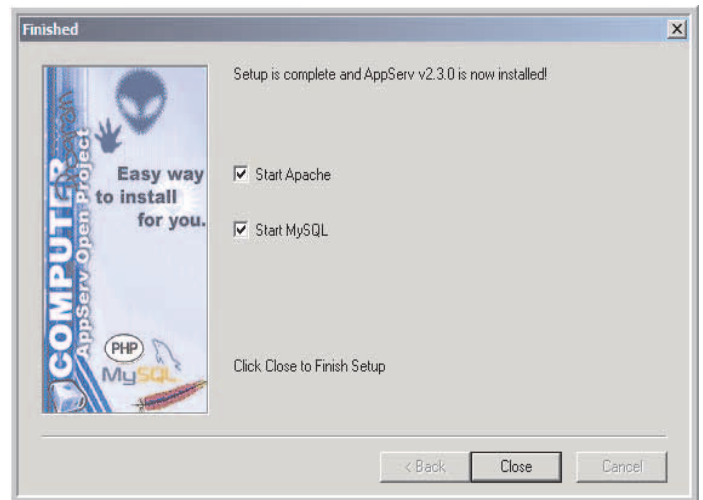 Finished
Setup is complete and AppServ v2.3.0 is now installed!
COMPUTER
AppServ Open Project
Easy way
to install
for you.
Start Apache
Start MySQL
PHP
MySQL
Click Close to Finish Setup
< Back
Close
Cancel